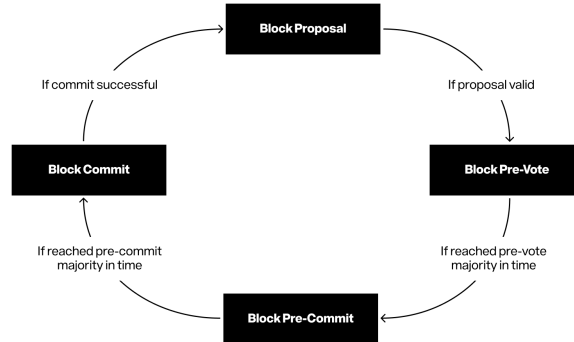 Block Proposal
If commit successful
If proposal valid
Block Commit
Block Pre-Vote
If reached pre-commit
majority in time
If reached pre-vote
majority in time
Block Pre-Commit